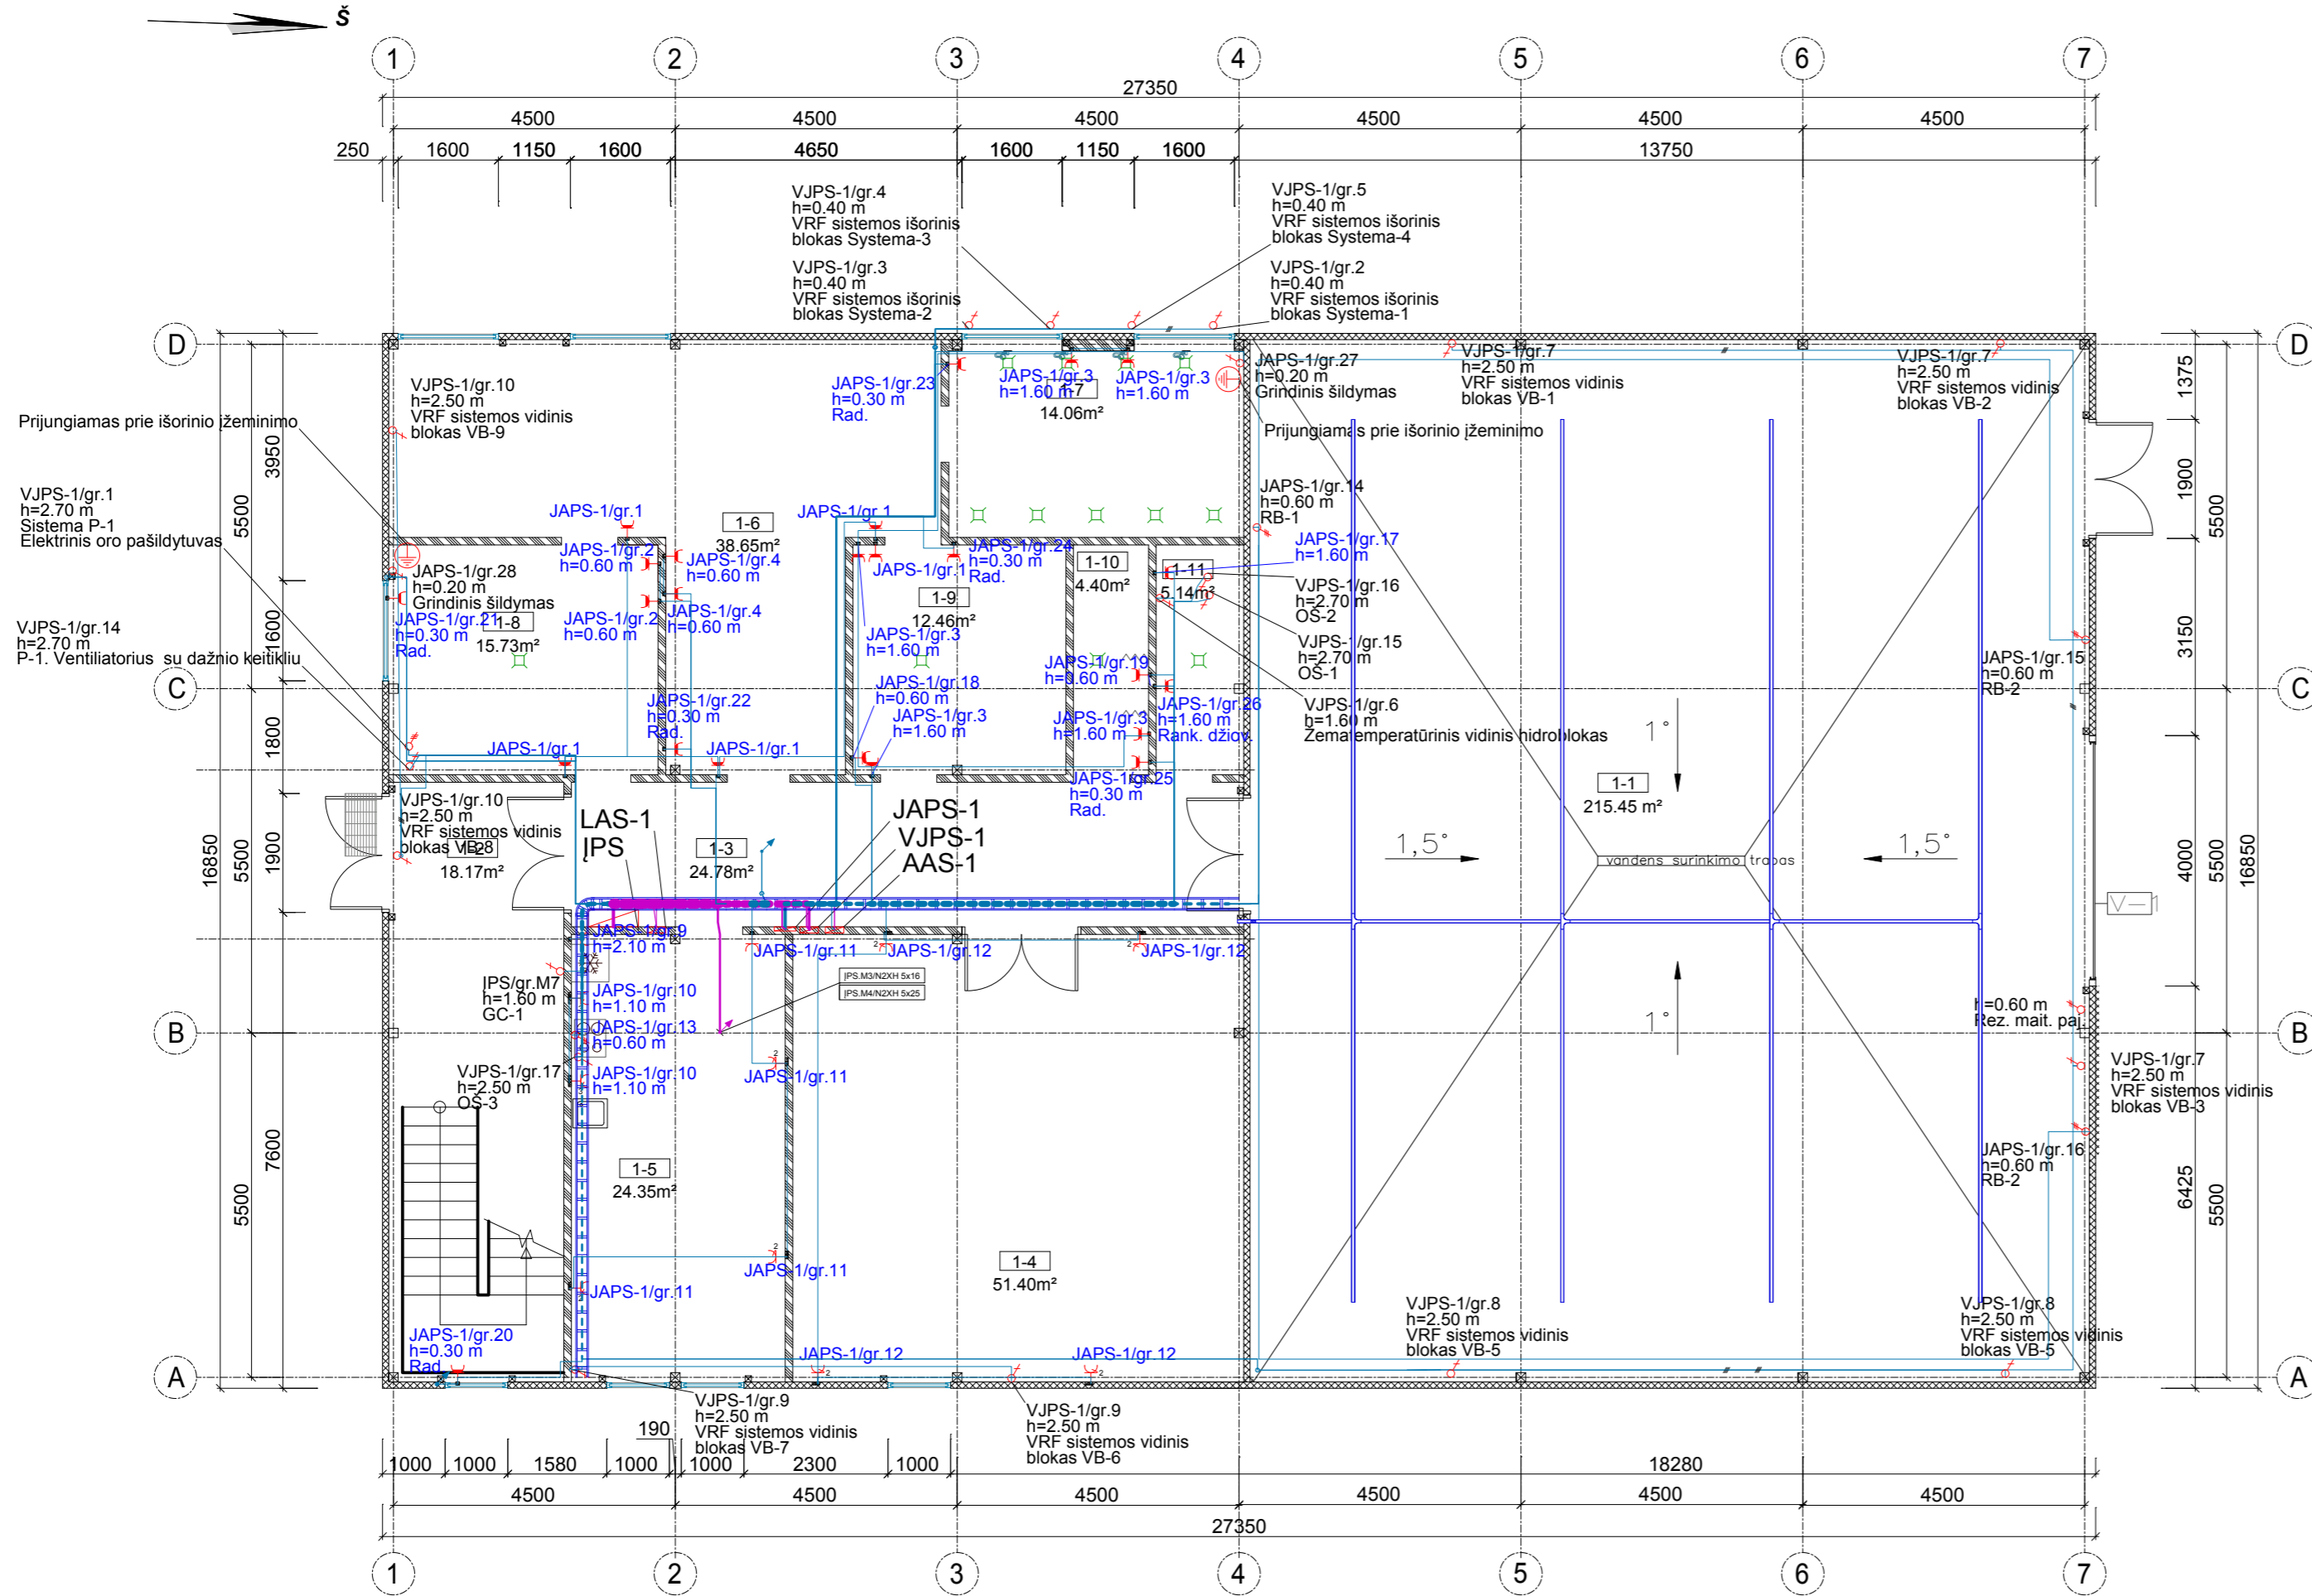 Š
1
2
3
4
5
6
7
27350
4500
4500
4500
4500
4500
4500
250
1600
1150
1600
4650
1600
1150
1600
13750
VJPS-1/gr.4
h=0.40 m
VRF sistemos išorinis
blokas Systema-3
VJPS-1/gr.5
h=0.40 m
VRF sistemos išorinis
blokas Systema-4
VJPS-1/gr.3
h=0.40 m
VRF sistemos išorinis
blokas Systema-2
VJPS-1/gr.2
h=0.40 m
VRF sistemos išorinis
blokas Systema-1
D
D
VJPS-1/gr.10
h=2.50 m
VRF sistemos vidinis
blokas VB-9
JAPS-1/gr.23
h=0.30 m
Rad.
JAPS-1/gr.3
h=1.60 m
JAPS-1/gr.3
h=1.60 m
1-7
14.06m²
JAPS-1/gr.27
h=0.20 m
Grindinis šildymas
VJPS-1/gr.7
h=2.50 m
VRF sistemos vidinis
blokas VB-1
VJPS-1/gr.7
h=2.50 m
VRF sistemos vidinis
blokas VB-2
Prijungiamas prie išorinio įžeminimo
Prijungiamas prie išorinio įžeminimo
VJPS-1/gr.1
h=2.70 m
Sistema P-1
Elektrinis oro pašildytuvas
VJPS-1/gr.14
h=2.70 m
P-1. Ventiliatorius su dažnio keitikliu
JAPS-1/gr.1
JAPS-1/gr.1
1-6
38.65m²
JAPS-1/gr.2
h=0.60 m
JAPS-1/gr.4
h=0.60 m
JAPS-1/gr.1
JAPS-1/gr.24
h=0.30 m
Rad.
1-10
4.40m²
1-11
5.14m²
JAPS-1/gr.14
h=0.60 m
RB-1
JAPS-1/gr.17
h=1.60 m
VJPS-1/gr.16
h=2.70 m
OŠ-2
JAPS-1/gr.28
h=0.20 m
Grindinis šildymas
JAPS-1/gr.21
h=0.30 m
Rad.
1-8
15.73m²
JAPS-1/gr.2
h=0.60 m
JAPS-1/gr.4
h=0.60 m
1-9
12.46m²
JAPS-1/gr.3
h=1.60 m
VJPS-1/gr.15
h=2.70 m
OŠ-1
JAPS-1/gr.19
h=0.60 m
JAPS-1/gr.15
h=0.60 m
RB-2
C
C
JAPS-1/gr.22
h=0.30 m
Rad.
JAPS-1/gr.18
h=0.60 m
JAPS-1/gr.3
h=1.60 m
JAPS-1/gr.3
h=1.60 m
JAPS-1/gr.26
h=1.60 m
Rank. džiov.
VJPS-1/gr.6
h=1.60 m
Žematemperatūrinis vidinis hidroblokas
JAPS-1/gr.1
JAPS-1/gr.1
JAPS-1/gr.25
h=0.30 m
Rad.
1°
1-1
215.45 m²
VJPS-1/gr.10
h=2.50 m
VRF sistemos vidinis
blokas VB-8
1-2
18.17m²
LAS-1
ĮPS
1-3
24.78m²
JAPS-1
VJPS-1
AAS-1
1,5°
vandens surinkimo trapas
1,5°
V-1
JAPS-1/gr.9
h=2.10 m
JAPS-1/gr.11
2
JAPS-1/gr.12
2
JAPS-1/gr.12
ĮPS.M3/N2XH 5x16
ĮPS.M4/N2XH 5x25
ĮPS/gr.M7
h=1.60 m
GC-1
JAPS-1/gr.10
h=1.10 m
JAPS-1/gr.13
h=0.60 m
1°
h=0.60 m
Rez. mait. paj.
B
B
VJPS-1/gr.17
h=2.50 m
OŠ-3
JAPS-1/gr.10
h=1.10 m
2
JAPS-1/gr.11
VJPS-1/gr.7
h=2.50 m
VRF sistemos vidinis
blokas VB-3
JAPS-1/gr.16
h=0.60 m
RB-2
1-5
24.35m²
2
JAPS-1/gr.11
1-4
51.40m²
JAPS-1/gr.11
JAPS-1/gr.20
h=0.30 m
Rad.
JAPS-1/gr.12
2
JAPS-1/gr.12
2
VJPS-1/gr.8
h=2.50 m
VRF sistemos vidinis
blokas VB-5
VJPS-1/gr.8
h=2.50 m
VRF sistemos vidinis
blokas VB-5
A
A
VJPS-1/gr.9
h=2.50 m
VRF sistemos vidinis
blokas VB-7
VJPS-1/gr.9
h=2.50 m
VRF sistemos vidinis
blokas VB-6
16850
5500
5500
5500
3950
1600
1800
1900
7600
1375
1900
3150
4000
6425
5500
5500
5500
16850
190
1000
1000
1580
1000
1000
2300
1000
18280
4500
4500
4500
4500
4500
4500
27350
1
2
3
4
5
6
7